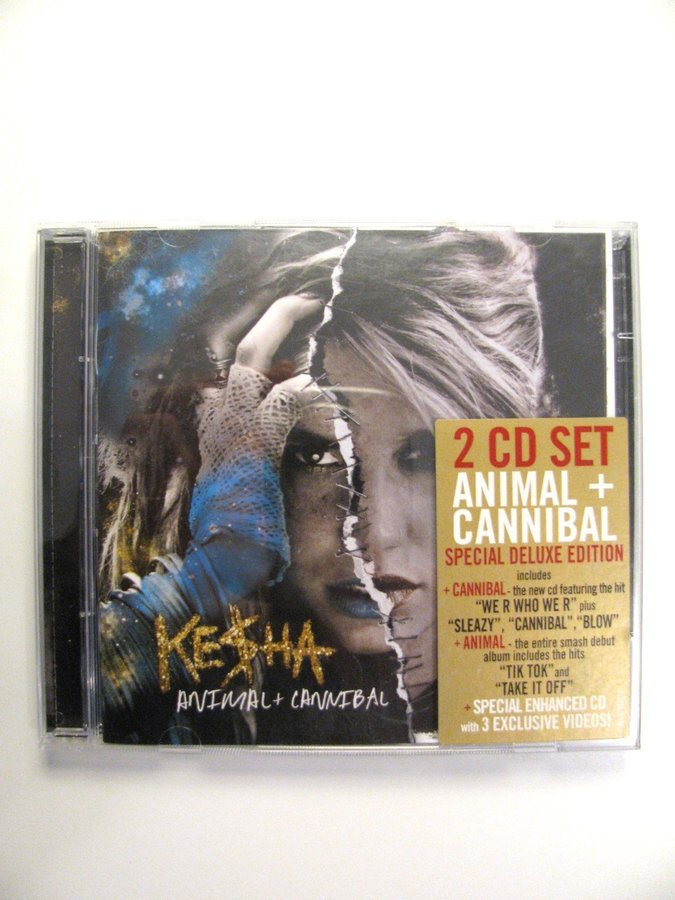 KE$HA
ANIMAL + CANNIBAL
2 CD SET
ANIMAL +
CANNIBAL
SPECIAL DELUXE EDITION
includes
+ CANNIBAL - the new cd featuring the hit
"WE R WHO WE R" plus
"SLEAZY", "CANNIBAL", "BLOW"
+ ANIMAL - the entire smash debut
album includes the hits
"TIK TOK" and
"TAKE IT OFF"
+ SPECIAL ENHANCED CD
with 3 EXCLUSIVE VIDEOS!